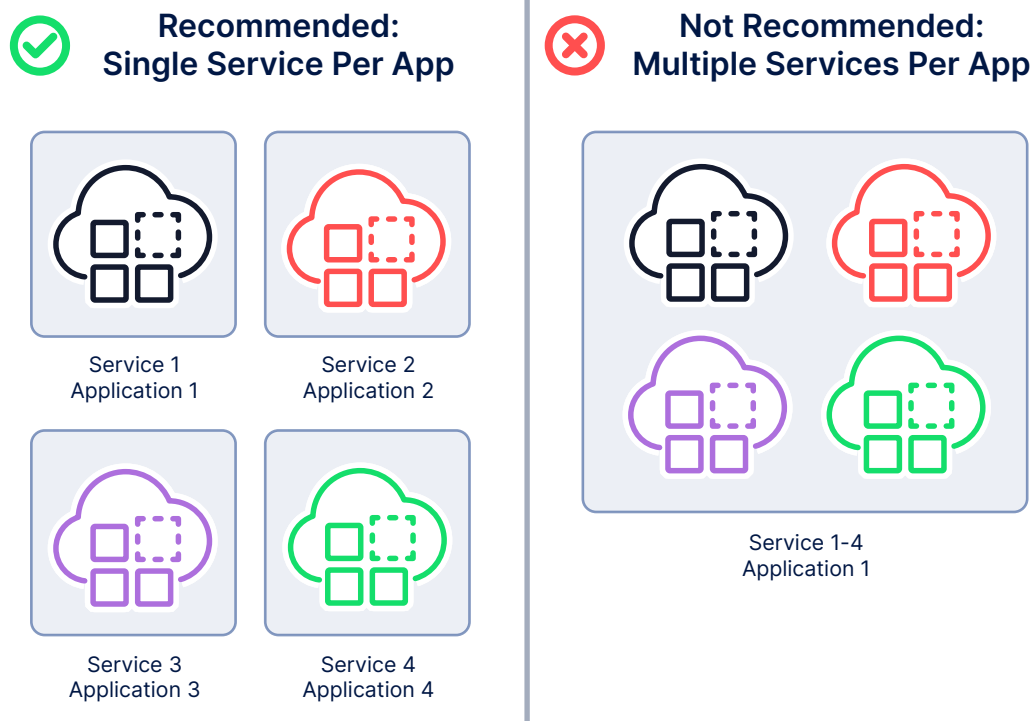 Recommended:
Single Service Per App
Service 1
Application 1
Service 2
Application 2
Service 3
Application 3
Service 4
Application 4
Not Recommended:
Multiple Services Per App
Service 1-4
Application 1